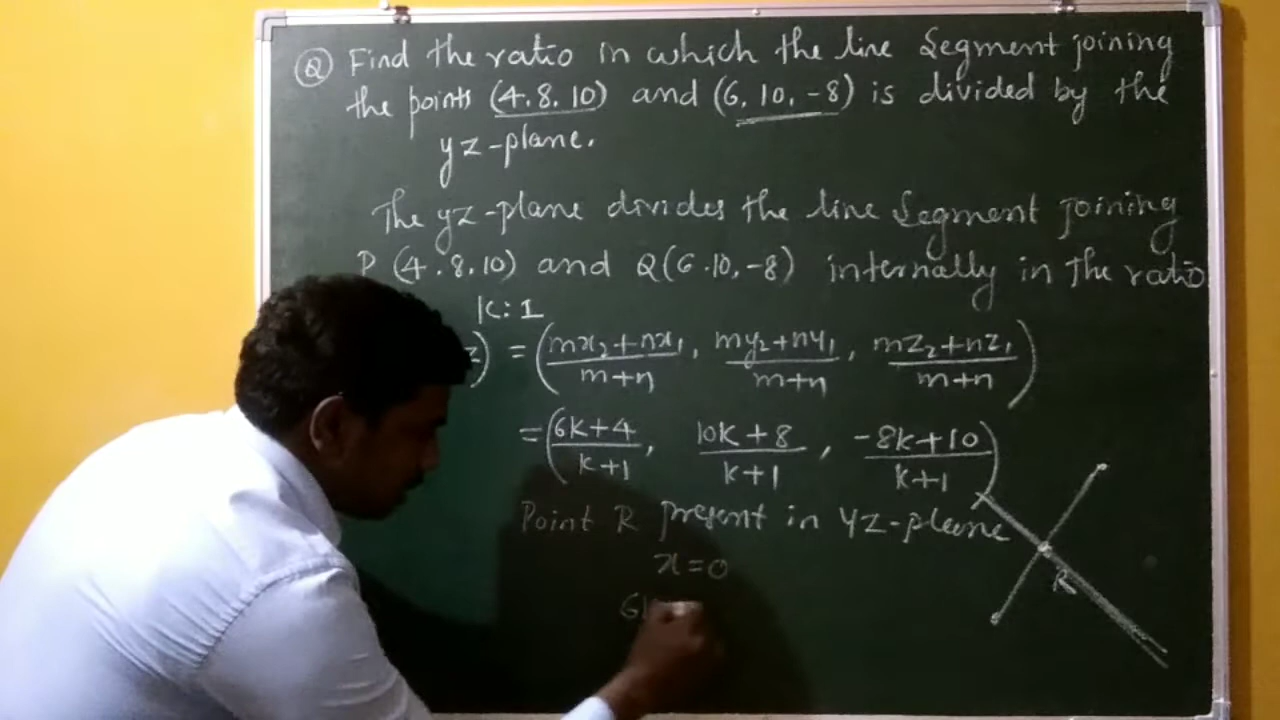 Q Find the ratio in which the line Segment joining
the points (4.8.10) and (6.10.-8) is divided by the
yz-plane.
The yz-plane divides the line Segment joining
P (4.8.10) and Q(6.10,-8) internally in the ratio
k:1
z) = (mx₂+nx₁/m+n, my₂+ny₁/m+n, mz₂+nz₁/m+n)
=(6k+4/k+1, 10k+8/k+1, -8k+10/k+1)
Point R present in YZ-pleane
x=0
R